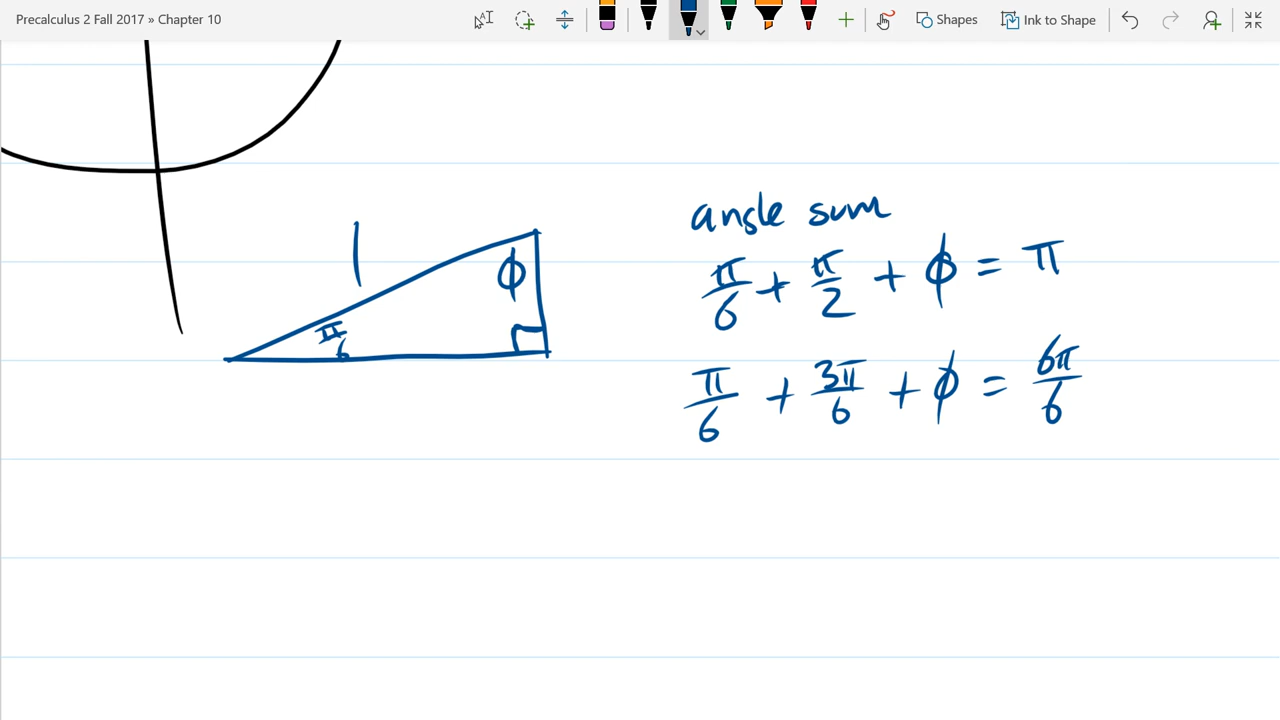 Precalculus 2 Fall 2017 » Chapter 10
Shapes
Ink to Shape
angle sum
π/6 + π/2 + ϕ = π
1
ϕ
π/6
π/6 + 3π/6 + ϕ = 6π/6